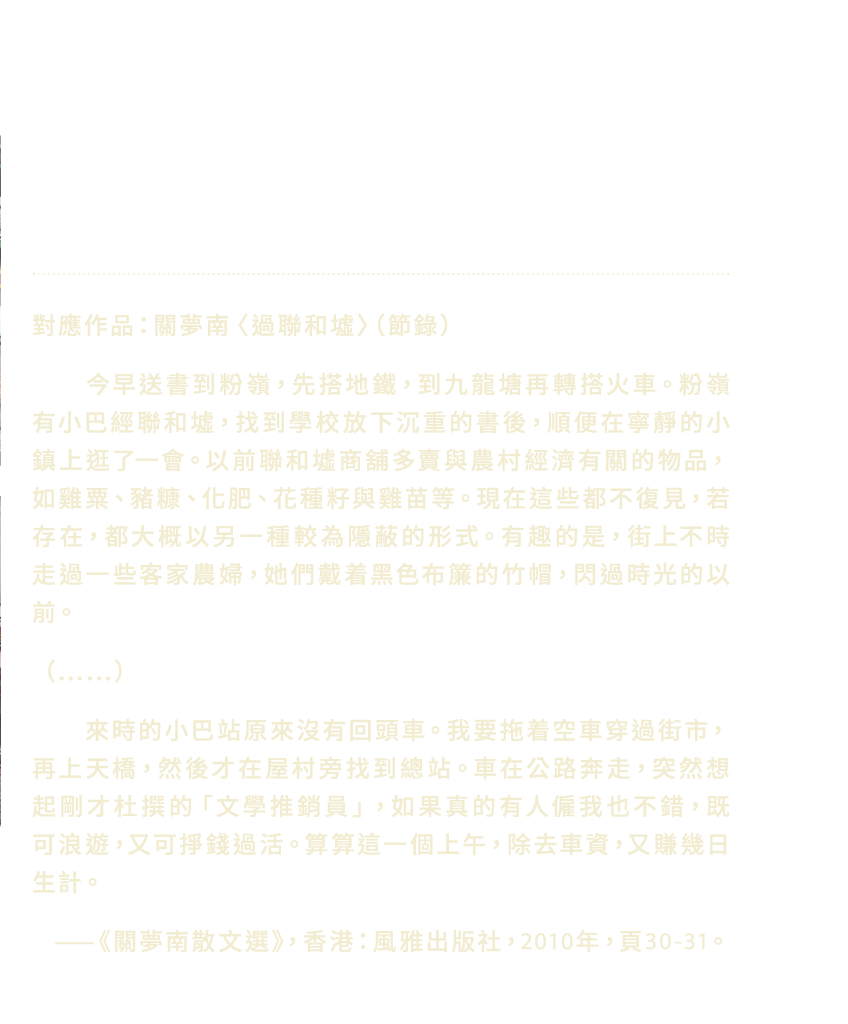 對應作品：關夢南〈過聯和墟〉（節錄）
今早送書到粉嶺，先搭地鐵，到九龍塘再轉搭火車。粉嶺
有小巴經聯和墟，找到學校放下沉重的書後，順便在寧靜的小
鎮上逛了一會。以前聯和墟商舖多賣與農村經濟有關的物品，
如雞粟、豬糠、化肥、花種籽與雞苗等。現在這些都不復見，若
存在，都大概以另一種較為隱蔽的形式。有趣的是，街上不時
走過一些客家農婦，她們戴着黑色布簾的竹帽，閃過時光的以
前。
（……）
來時的小巴站原來沒有回頭車。我要拖着空車穿過街市，
再上天橋，然後才在屋村旁找到總站。車在公路奔走，突然想
起剛才杜撰的「文學推銷員」，如果真的有人僱我也不錯，既
可浪遊，又可掙錢過活。算算這一個上午，除去車資，又賺幾日
生計。
——《關夢南散文選》，香港：風雅出版社，2010年，頁30-31。